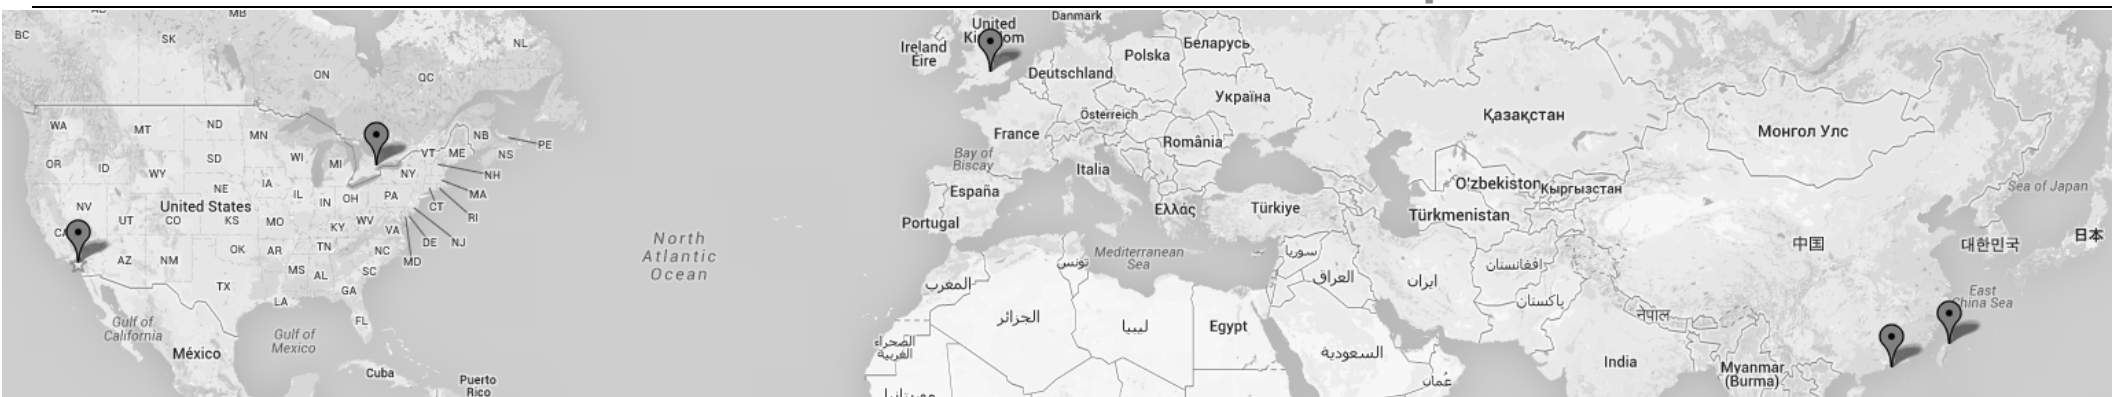 BC
SK
MB
ON
QC
NL
WA
MT
ND
MN
NB
PE
OR
ID
WY
SD
WI
MI
VT
ME
NS
NY
NH
NV
UT
United States
CO
NE
KS
IA
MO
IL
IN
OH
PA
KY
WV
VA
CT
MA
RI
NJ
DE
MD
AZ
NM
OK
AR
TN
NC
TX
MS
AL
SC
GA
LA
FL
Gulf of
California
Gulf of
Mexico
México
Cuba
Puerto
Rico
North
Atlantic
Ocean
Ireland
Éire
United
Danmark
Polska
Беларусь
Deutschland
Україна
Österreich
France
România
Bay of
Biscay
Italia
España
Portugal
Ελλάς
Türkiye
Mediterranean
Sea
تونس
المغرب
الجزائر
ليبيا
Egypt
الصحراء
الغربية
سوريا
العراق
السعودية
عُمان
ایران
افغانستان
پاکستان
Қазақстан
O'zbekiston
Кыргызстан
Türkmenistan
Монгол Улс
中国
नेपाल
India
Myanmar
(Burma)
Sea of Japan
대한민국
日本
East
China Sea